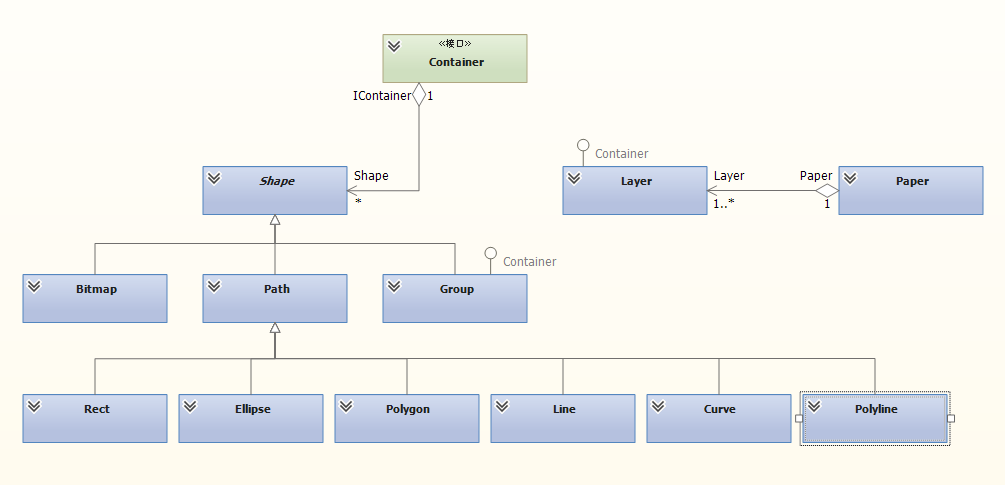 «接口»
Container
IContainer
1
Shape
*
Shape
Container
Layer
Layer
1..*
Paper
1
Paper
Container
Bitmap
Path
Group
Rect
Ellipse
Polygon
Line
Curve
Polyline